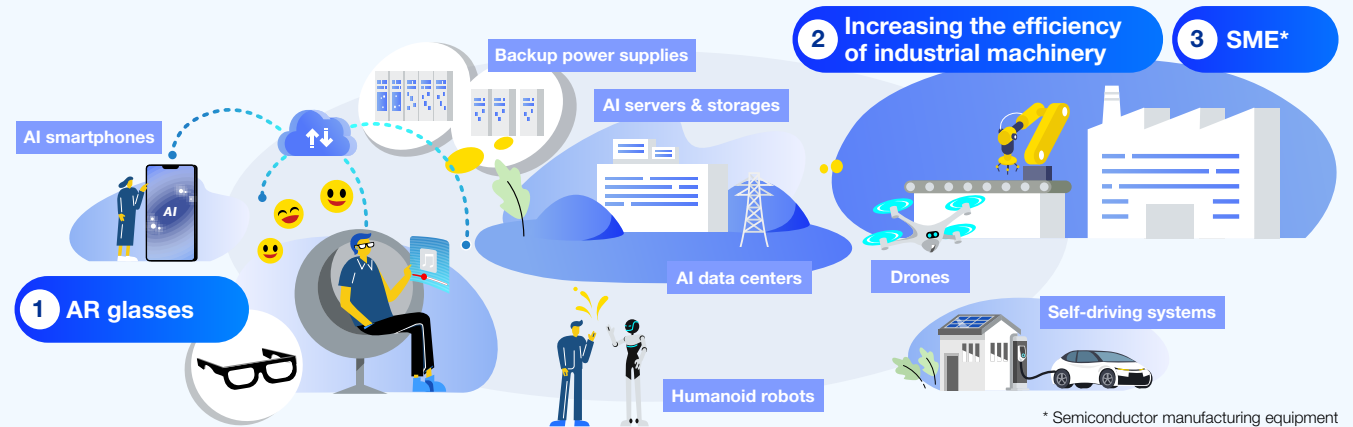 Backup power supplies
2 Increasing the efficiency
of industrial machinery
3 SME*
AI servers & storages
AI smartphones
AI
AI data centers
Drones
1 AR glasses
Self-driving systems
Humanoid robots
* Semiconductor manufacturing equipment